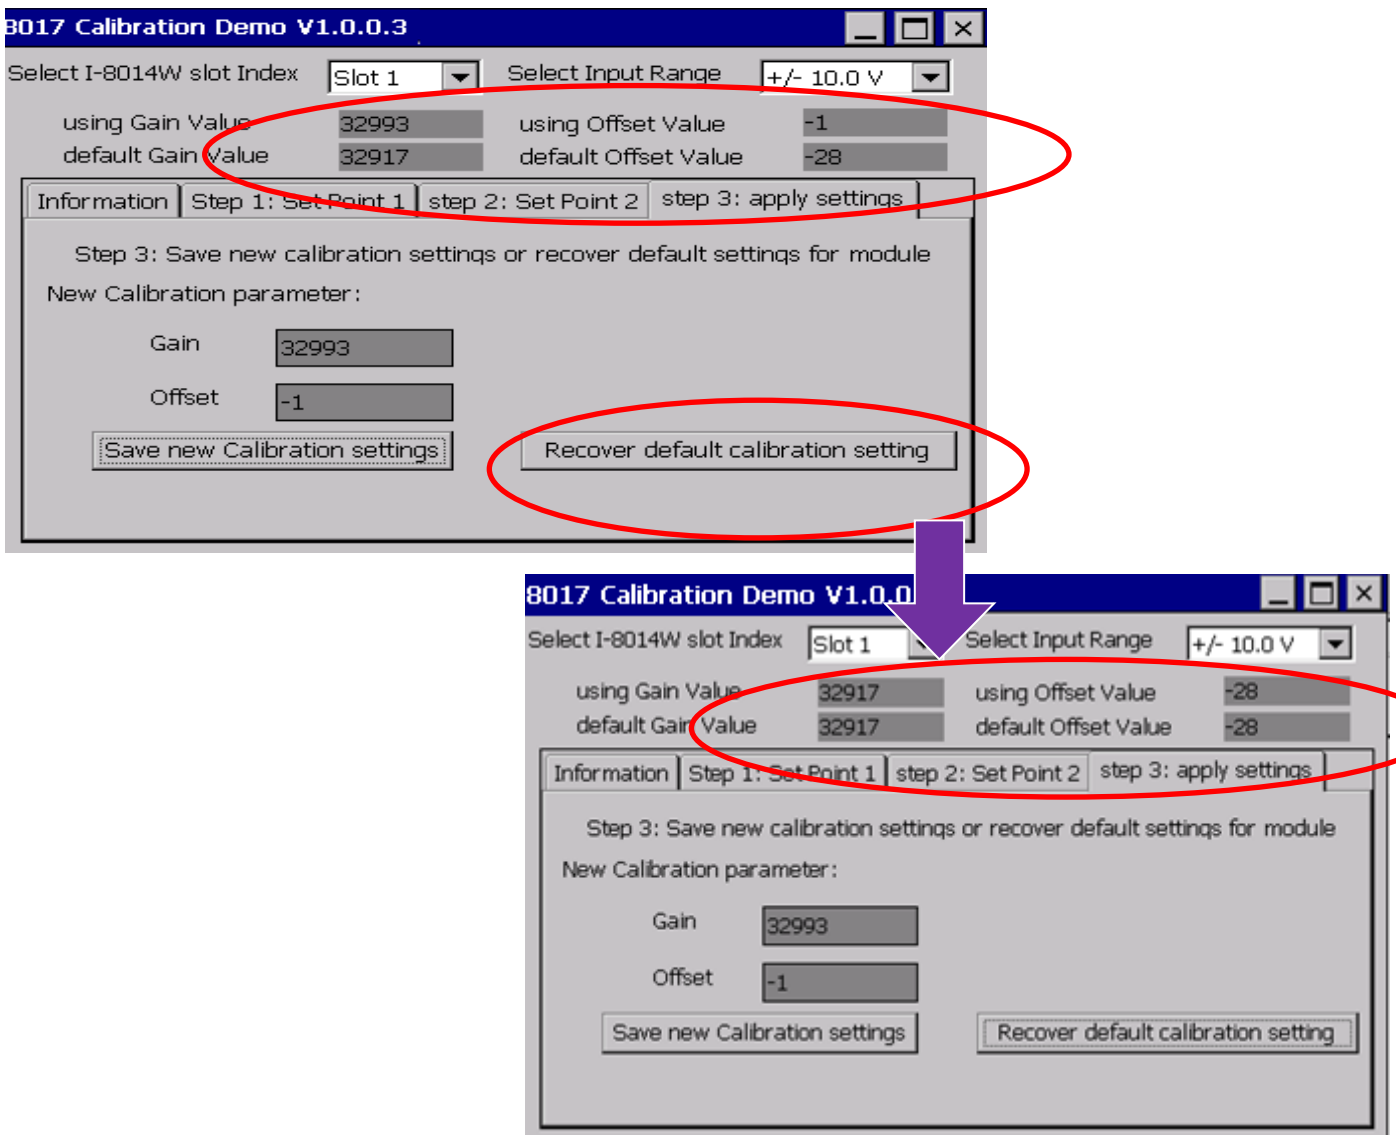 8017 Calibration Demo V1.0.0.3
Select I-8014W slot Index Slot 1 Select Input Range +/- 10.0 V
using Gain Value 32993 using Offset Value -1
default Gain Value 32917 default Offset Value -28
Information Step 1: Set Point 1 step 2: Set Point 2 step 3: apply settings
Step 3: Save new calibration settings or recover default settings for module
New Calibration parameter:
Gain 32993
Offset -1
Save new Calibration settings Recover default calibration setting
8017 Calibration Demo V1.0.0
Select I-8014W slot Index Slot 1 Select Input Range +/- 10.0 V
using Gain Value 32917 using Offset Value -28
default Gain Value 32917 default Offset Value -28
Information Step 1: Set Point 1 step 2: Set Point 2 step 3: apply settings
Step 3: Save new calibration settings or recover default settings for module
New Calibration parameter:
Gain 32993
Offset -1
Save new Calibration settings Recover default calibration setting